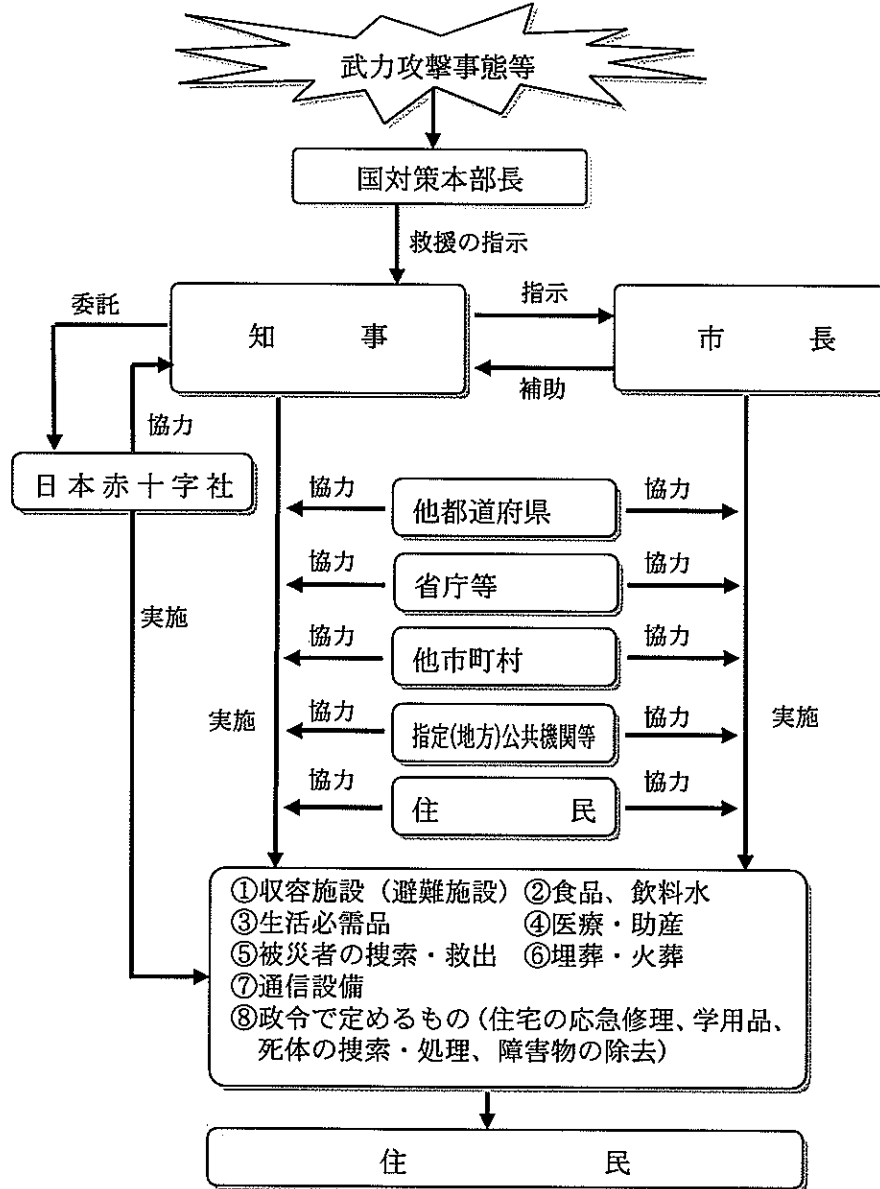 武力攻撃事態等
国対策本部長
救援の指示
委託
知事
指示
市長
補助
協力
日本赤十字社
協力
他都道府県
協力
協力
省庁等
協力
実施
協力
他市町村
協力
実施
協力
指定(地方)公共機関等
協力
実施
協力
住民
協力
①収容施設（避難施設）②食品、飲料水
③生活必需品 ④医療・助産
⑤被災者の捜索・救出 ⑥埋葬・火葬
⑦通信設備
⑧政令で定めるもの（住宅の応急修理、学用品、
死体の捜索・処理、障害物の除去）
住民